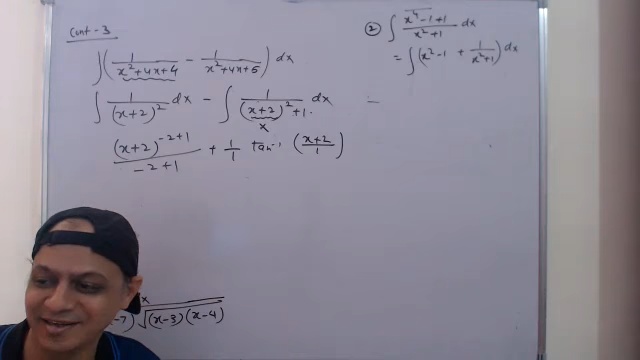 Cont - 3
∫ ( 1/(x²+4x+4) - 1/(x²+4x+5) ) dx
∫ 1/(x+2)² dx - ∫ 1/((x+2)²+1) dx
x
(x+2)^(-2+1)/(-2+1) + 1/1 tan⁻¹ ( (x+2)/1 )
x
-7) √(x-3)(x-4)
② ∫ (x⁴-1+1)/(x²+1) dx
= ∫ ( x²-1 + 1/(x²+1) ) dx